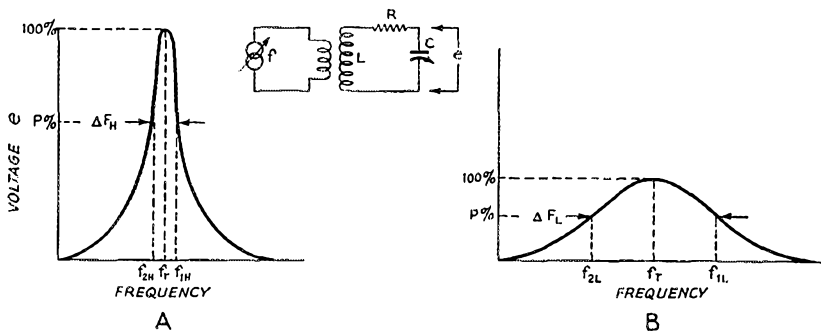 100%
P%
ΔF_H
VOLTAGE e
f_2H f_r f_1H
FREQUENCY
A
f
L
R
C
e
100%
P%
ΔF_L
f_2L f_r f_1L
FREQUENCY
B